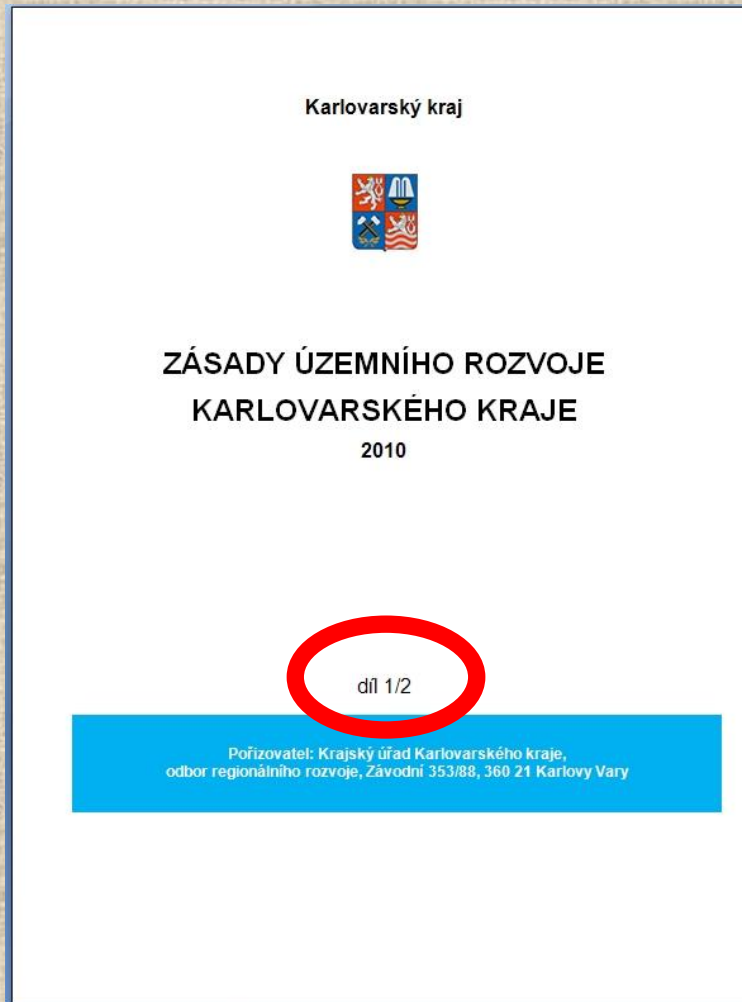 Karlovarský kraj
ZÁSADY ÚZEMNÍHO ROZVOJE
KARLOVARSKÉHO KRAJE
2010
díl 1/2
Pořizovatel: Krajský úřad Karlovarského kraje,
odbor regionálního rozvoje, Závodní 353/88, 360 21 Karlovy Vary